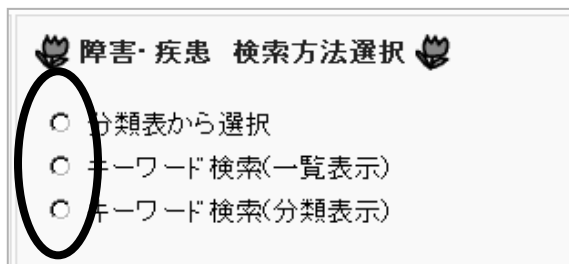 障害・疾患 検索方法選択
分類表から選択
キーワード検索(一覧表示)
キーワード検索(分類表示)